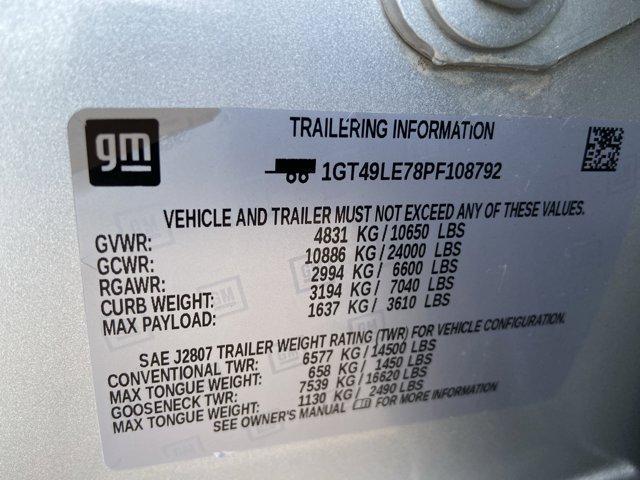 gm
TRAILERING INFORMATION
1GT49LE78PF108792
VEHICLE AND TRAILER MUST NOT EXCEED ANY OF THESE VALUES.
GVWR: 4831 KG/10650 LBS
GCWR: 10886 KG/24000 LBS
RGAWR: 2994 KG/ 6600 LBS
CURB WEIGHT: 3194 KG/ 7040 LBS
MAX PAYLOAD: 1637 KG/ 3610 LBS
SAE J2807 TRAILER WEIGHT RATING (TWR) FOR VEHICLE CONFIGURATION.
CONVENTIONAL TWR: 6577 KG/14500 LBS
MAX TONGUE WEIGHT: 658 KG/ 1450 LBS
GOOSENECK TWR: 7539 KG/16620 LBS
MAX TONGUE WEIGHT: 1130 KG/ 2490 LBS
SEE OWNER'S MANUAL FOR MORE INFORMATION